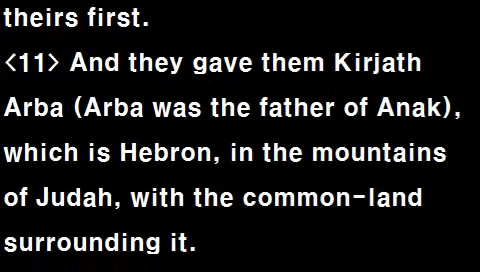 theirs first.
<11> And they gave them Kirjath
Arba (Arba was the father of Anak),
which is Hebron, in the mountains
of Judah, with the common-land
surrounding it.